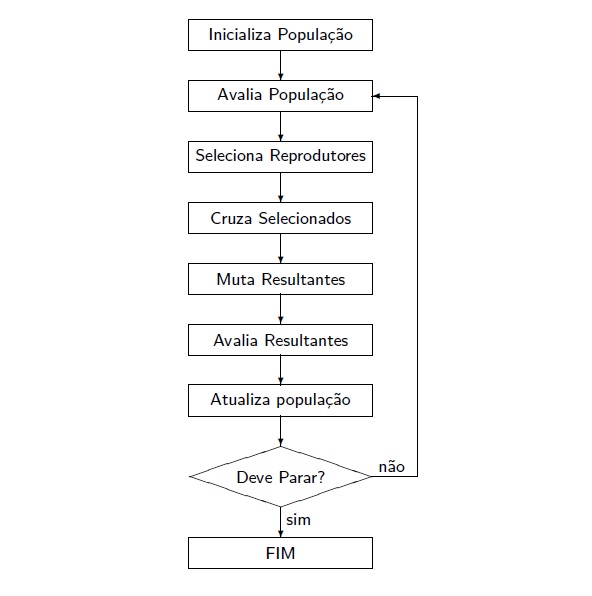 Inicializa População
Avalia População
Seleciona Reprodutores
Cruza Selecionados
Muta Resultantes
Avalia Resultantes
Atualiza população
Deve Parar?
não
sim
FIM